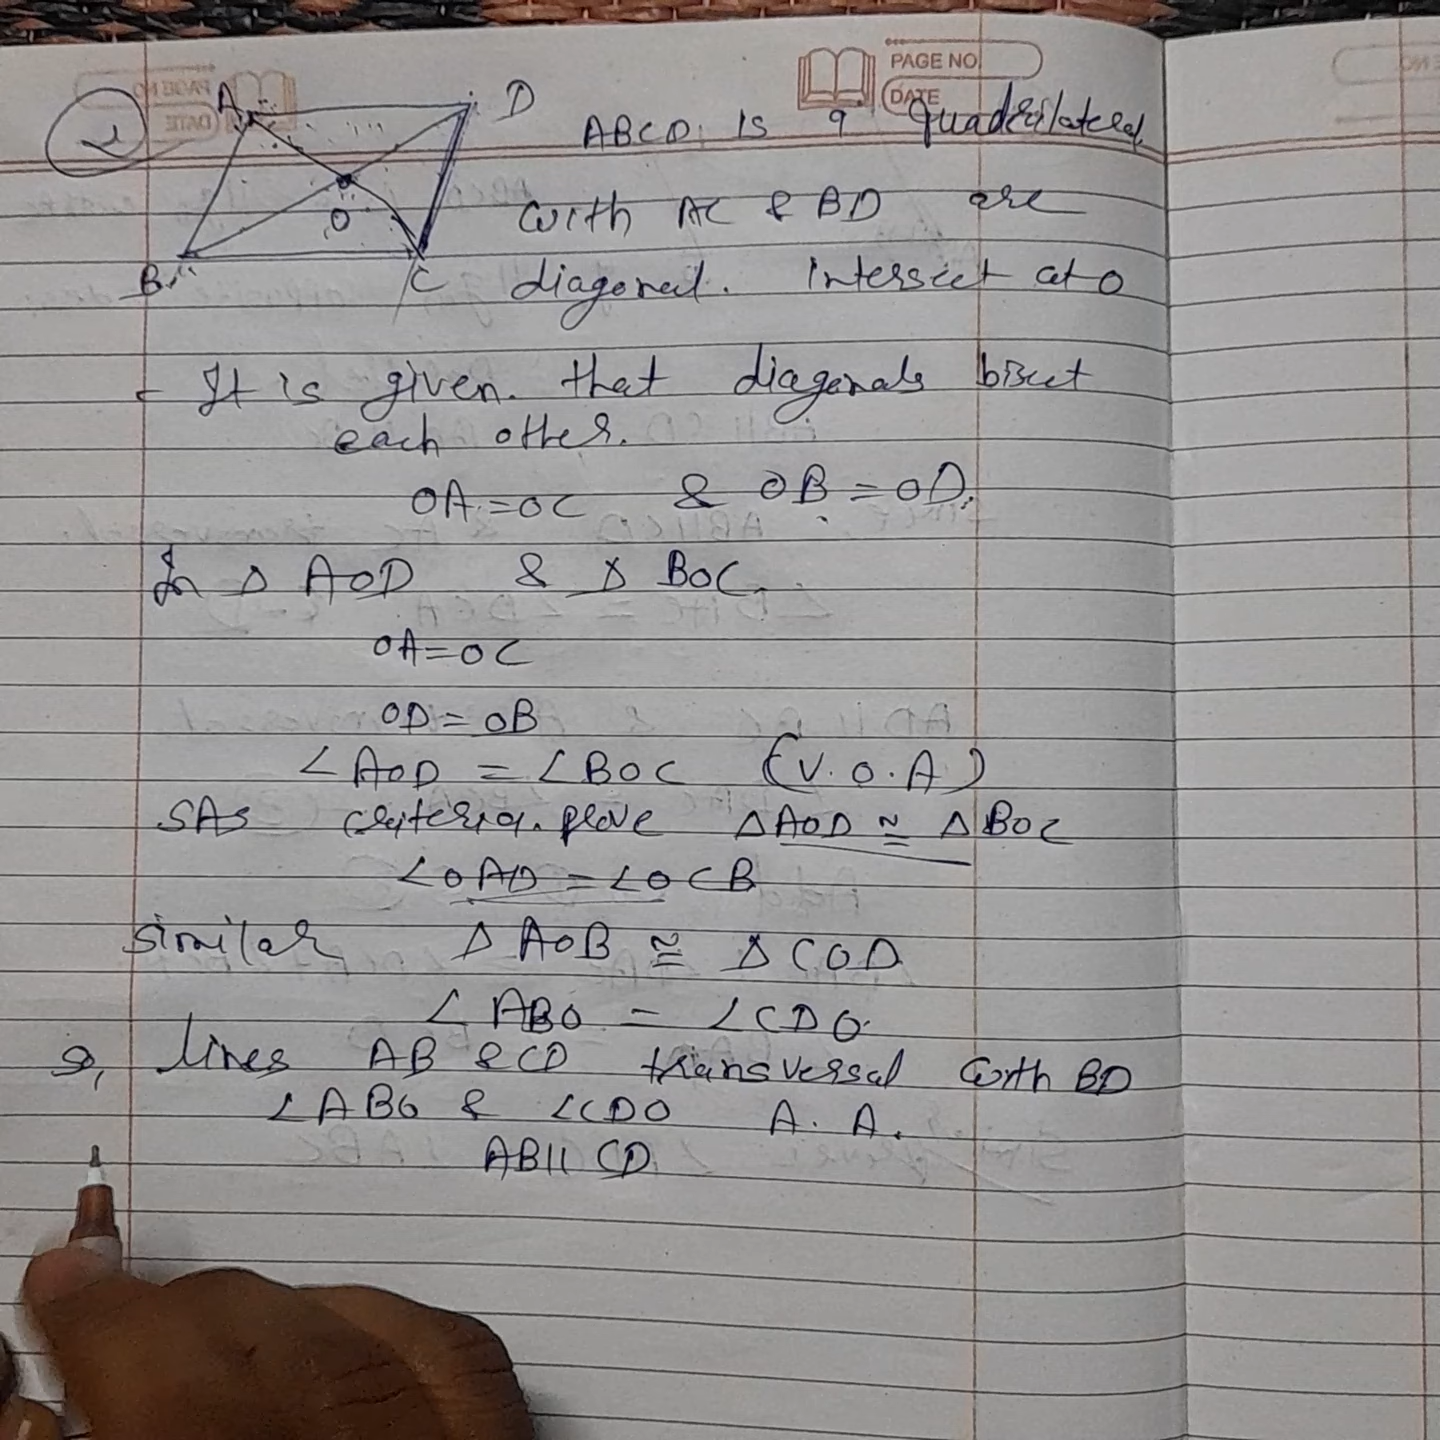 PAGE NO
DATE
2
A D
ABCD is a quadrilateral
O
with AC & BD are
B C
diagonal. intersect at O
- It is given. that diagonals bisect
each other.
OA = OC & OB = OD.
In Δ AOD & Δ BOC.
OA = OC
OD = OB
∠AOD = ∠BOC (V.O.A)
SAS criteria. prove ΔAOD ≅ ΔBOC
∠OAD = ∠OCB
Similar Δ AOB ≅ Δ COD
∠ ABO = ∠CDO.
So, lines AB & CD transversal with BD
∠ABO & ∠CDO A. A.
AB || CD